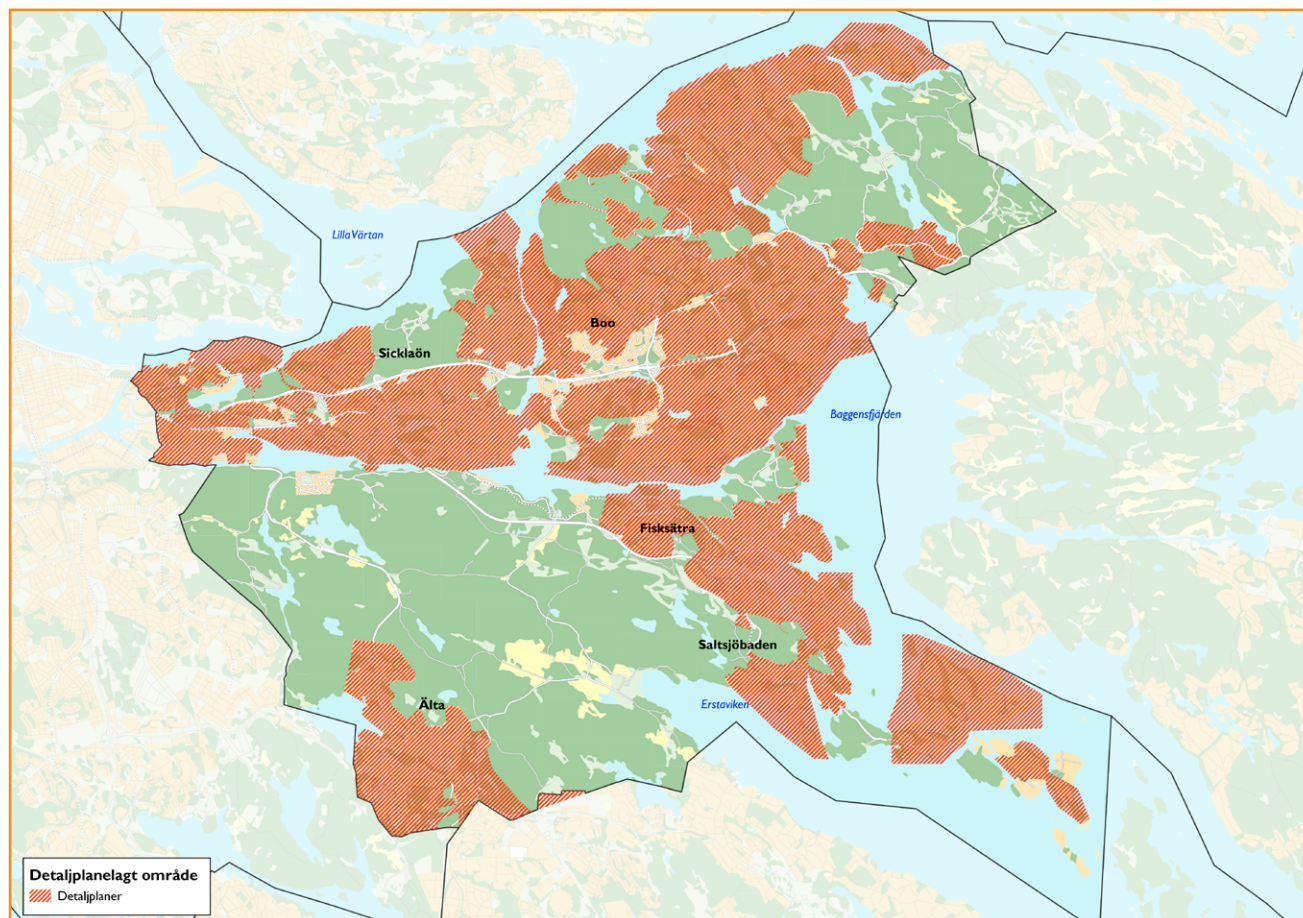 Lilla Värtan
Boo
Sicklaön
Baggensfjärden
Fisksätra
Saltsjöbaden
Erstaviken
Älta
Detaljplanelagt område
Detaljplaner